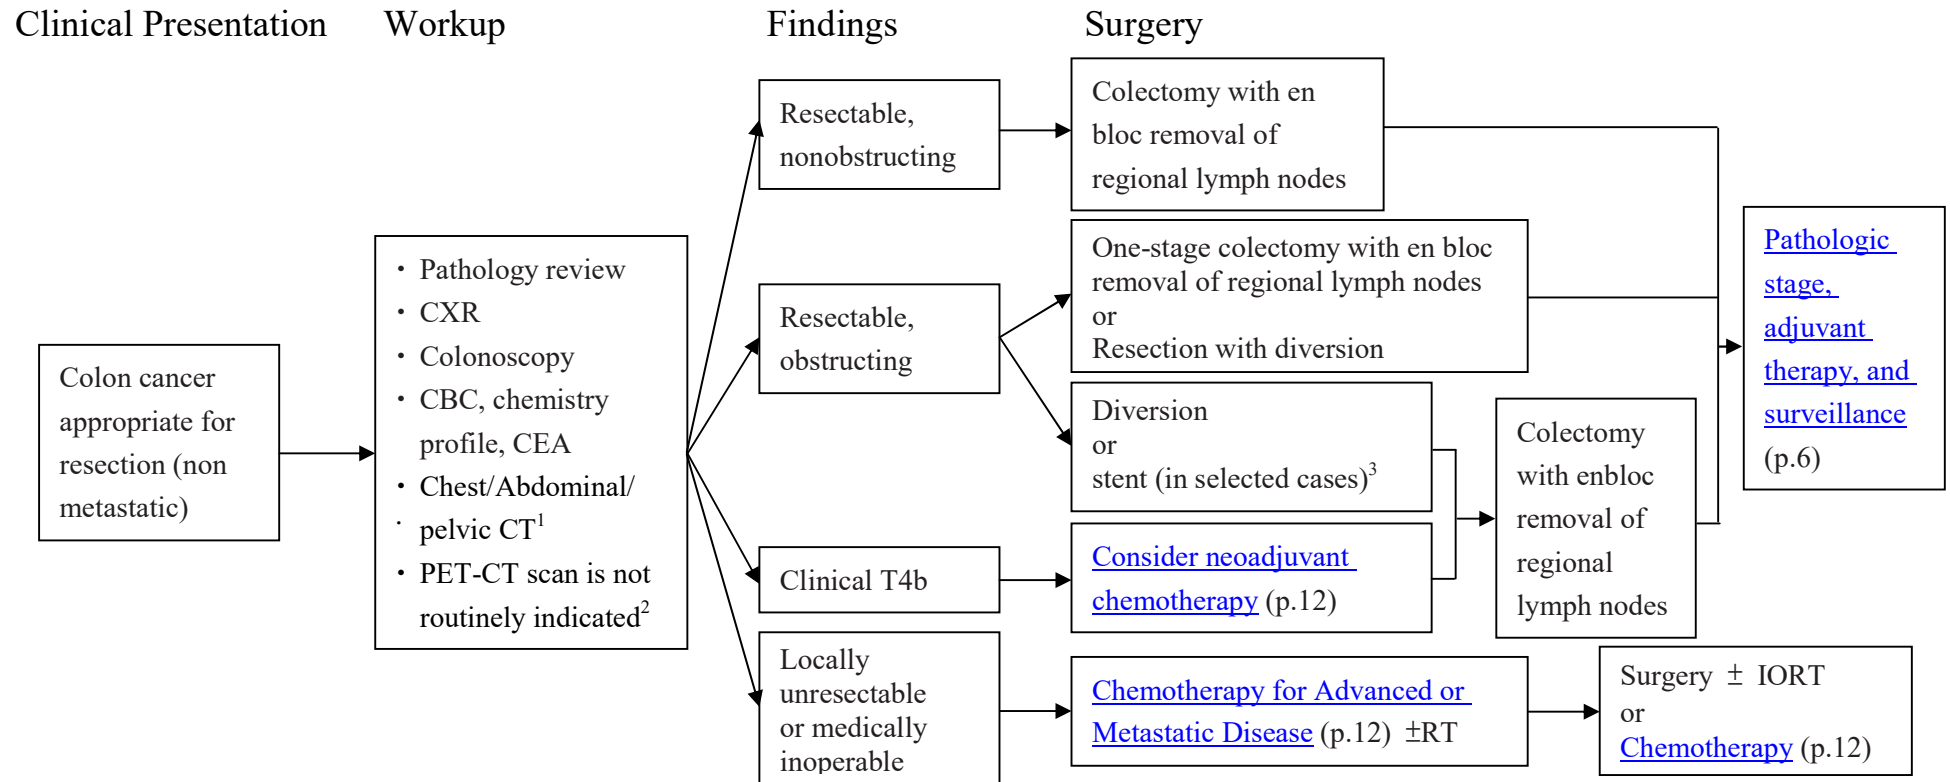 Clinical Presentation
Workup
Findings
Surgery
Colon cancer
appropriate for
resection (non
metastatic)
・ Pathology review
・ CXR
・ Colonoscopy
・ CBC, chemistry
profile, CEA
・ Chest/Abdominal/
・ pelvic CT1
・ PET-CT scan is not
routinely indicated2
Resectable,
nonobstructing
Colectomy with en
bloc removal of
regional lymph nodes
Resectable,
obstructing
One-stage colectomy with en bloc
removal of regional lymph nodes
or
Resection with diversion
Diversion
or
stent (in selected cases)3
Clinical T4b
Consider neoadjuvant
chemotherapy (p.12)
Colectomy
with enbloc
removal of
regional
lymph nodes
Pathologic
stage,
adjuvant
therapy, and
surveillance
(p.6)
Locally
unresectable
or medically
inoperable
Chemotherapy for Advanced or
Metastatic Disease (p.12) ±RT
Surgery ± IORT
or
Chemotherapy (p.12)